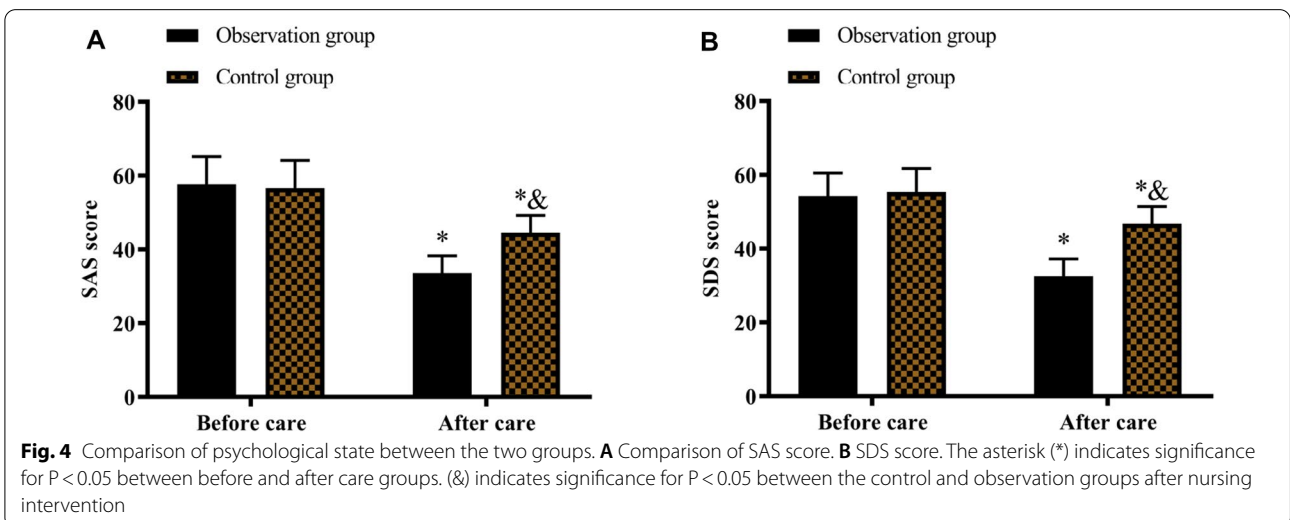 A
Observation group
Control group
SAS score
80
60
40
20
0
*
*&
Before care
After care
B
Observation group
Control group
SDS score
80
60
40
20
0
*
*&
Before care
After care
Fig. 4 Comparison of psychological state between the two groups. A Comparison of SAS score. B SDS score. The asterisk (*) indicates significance
for P < 0.05 between before and after care groups. (&) indicates significance for P < 0.05 between the control and observation groups after nursing
intervention